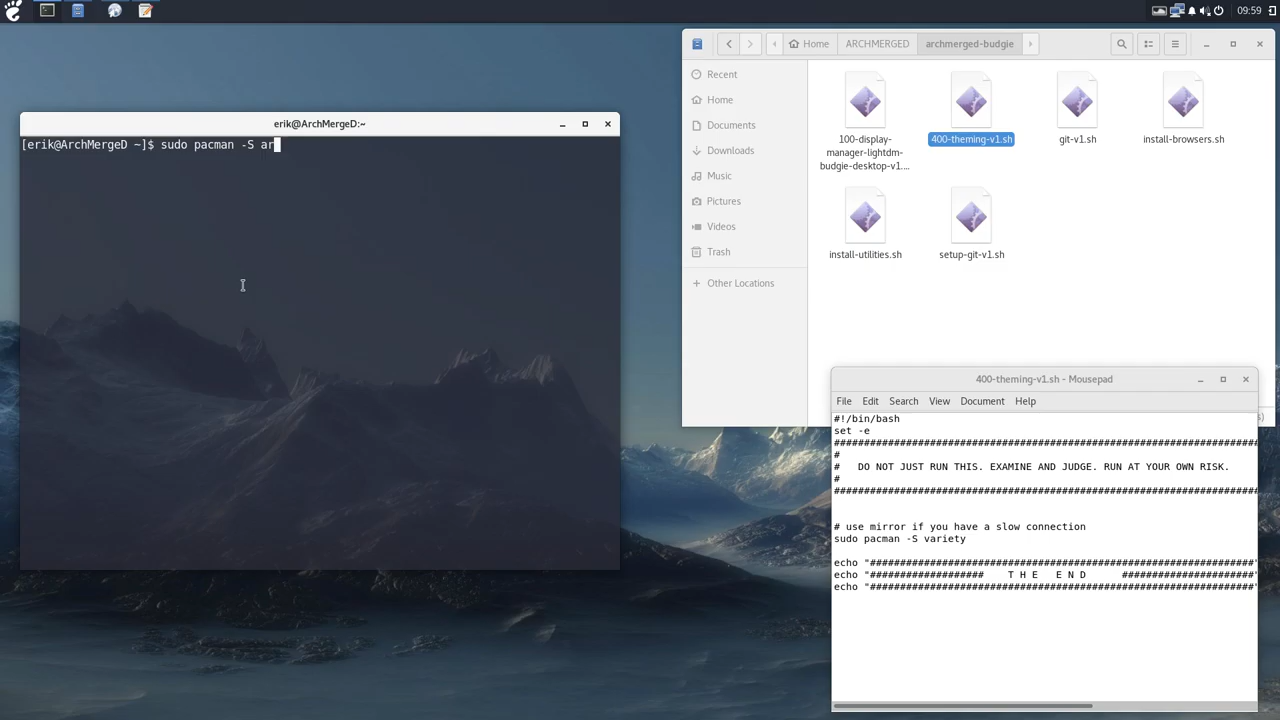 09:59
Home
ARCHMERGED
archmerged-budgie
Recent
Home
Documents
Downloads
Music
Pictures
Videos
Trash
Other Locations
100-display-
manager-lightdm-
budgie-desktop-v1....
400-theming-v1.sh
git-v1.sh
install-browsers.sh
install-utilities.sh
setup-git-v1.sh
erik@ArchMergeD:~
[erik@ArchMergeD ~]$ sudo pacman -S ar
400-theming-v1.sh - Mousepad
File Edit Search View Document Help
#!/bin/bash
set -e
######################################################################
#
# DO NOT JUST RUN THIS. EXAMINE AND JUDGE. RUN AT YOUR OWN RISK.
#
######################################################################
# use mirror if you have a slow connection
sudo pacman -S variety
echo "################################################################"
echo "################### T H E E N D ######################"
echo "################################################################"